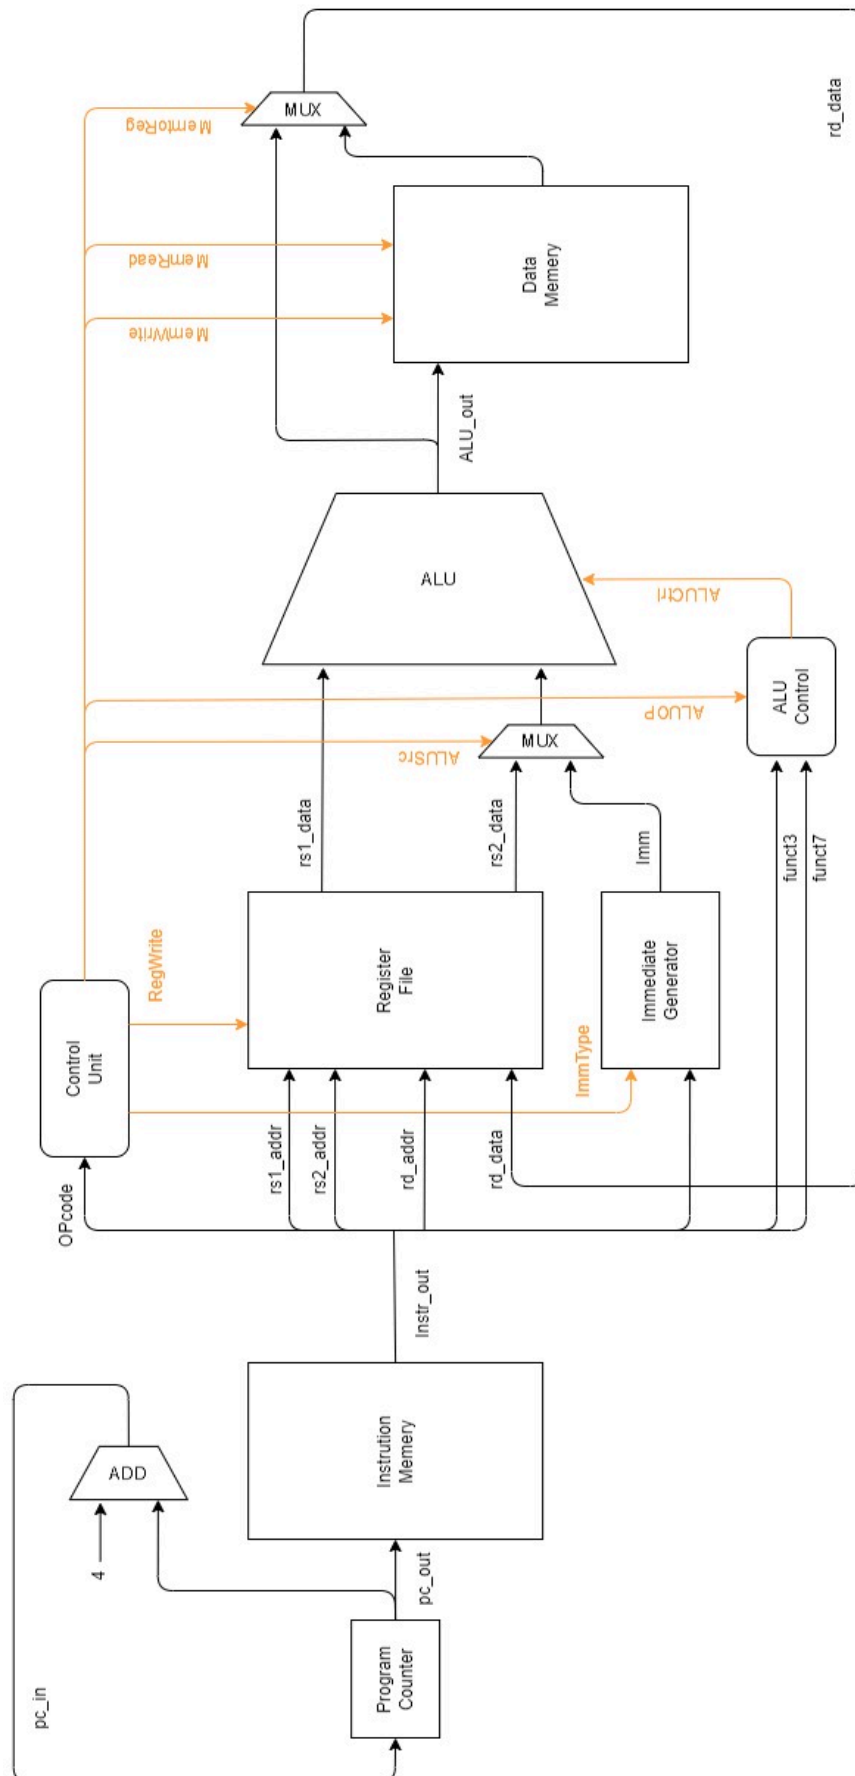 pc_in
4
ADD
Program
Counter
pc_out
Instrution
Memery
Instr_out
OPcode
Control
Unit
RegWrite
ImmType
rs1_addr
rs2_addr
rd_addr
rd_data
Register
File
Immediate
Generator
rs1_data
rs2_data
Imm
funct3
funct7
ALUSrc
MUX
ALUOP
ALU
Control
ALUCtrl
ALU
ALU_out
MemWrite
MemRead
MemtoReg
Data
Memery
MUX
rd_data